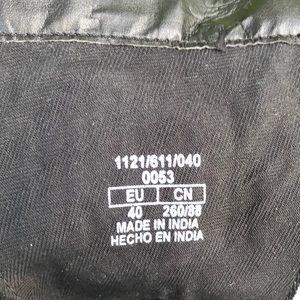 1121/611/040
0053
EU CN
40 260/88
MADE IN INDIA
HECHO EN INDIA